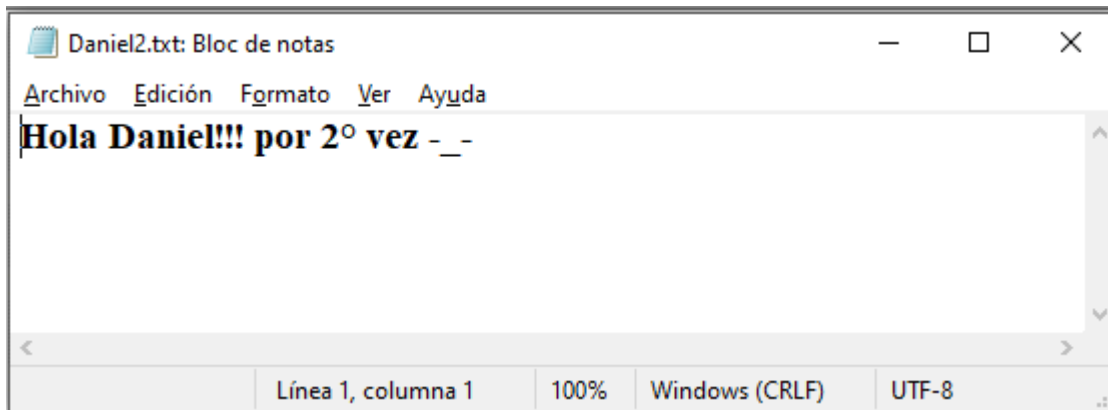 Daniel2.txt: Bloc de notas
Archivo Edición Formato Ver Ayuda
Hola Daniel!!! por 2° vez -_-
Línea 1, columna 1 100% Windows (CRLF) UTF-8